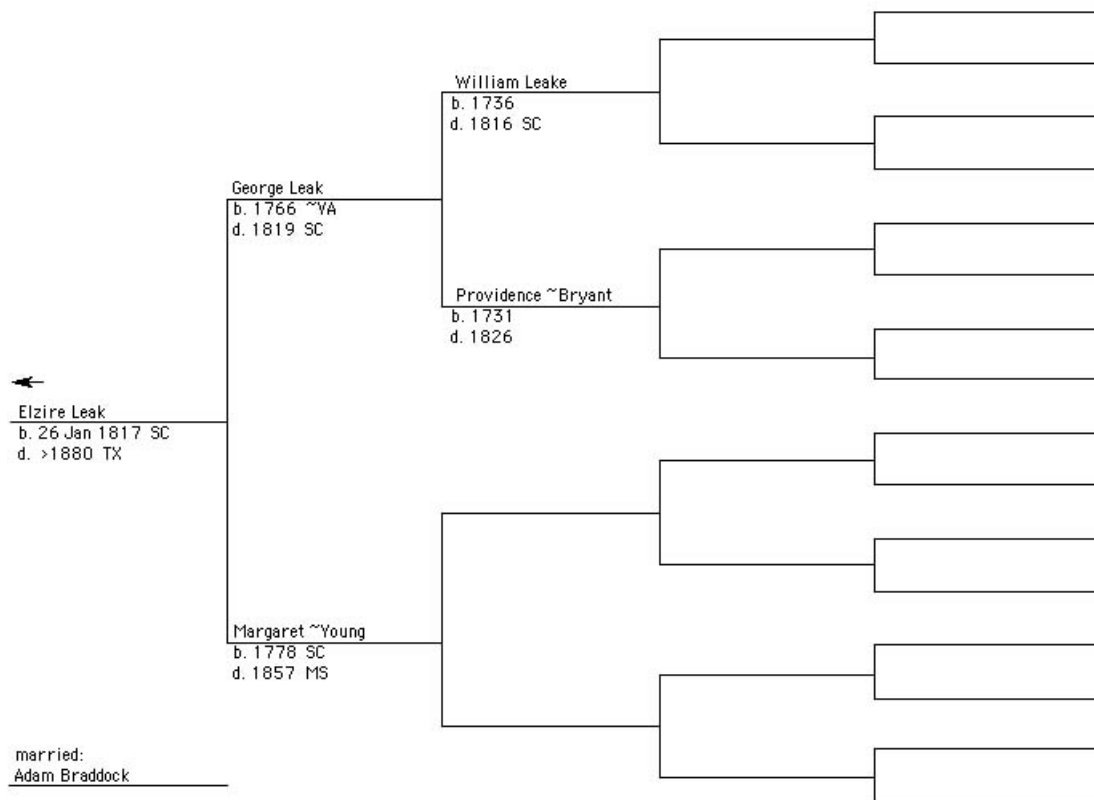 William Leake
b. 1736
d. 1816 SC
George Leak
b. 1766 ~VA
d. 1819 SC
Providence ~Bryant
b. 1731
d. 1826
Elzire Leak
b. 26 Jan 1817 SC
d. >1880 TX
Margaret ~Young
b. 1778 SC
d. 1857 MS
married:
Adam Braddock